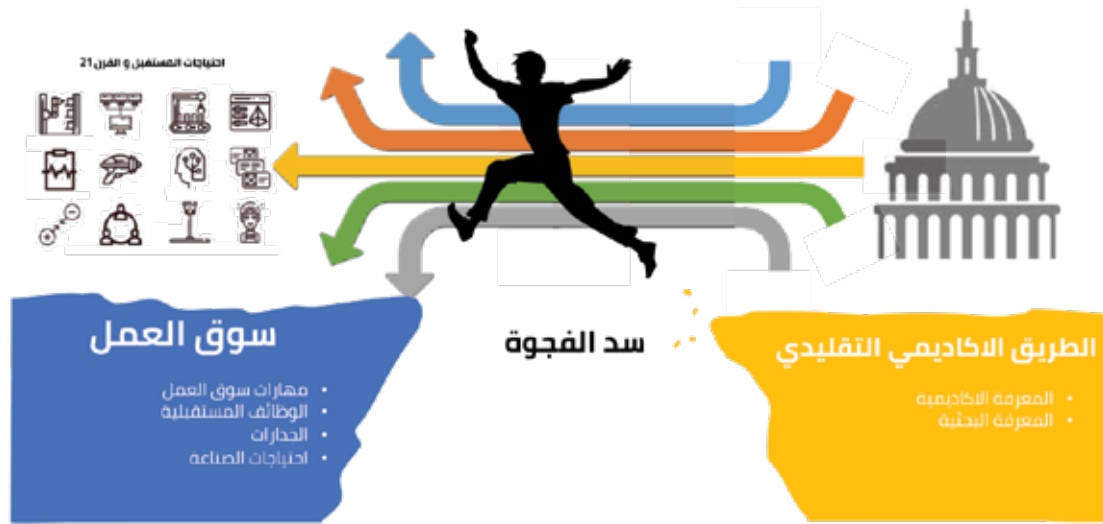 احتياجات المستقبل و القرن 21
الطريق الاكاديمي التقليدي
• المعرفة الاكاديمية
• المعرفة البحثية
سد الفجوة
سوق العمل
• مهارات سوق العمل
• الوظائف المستقبلية
• الجدارات
• احتياجات الصناعة